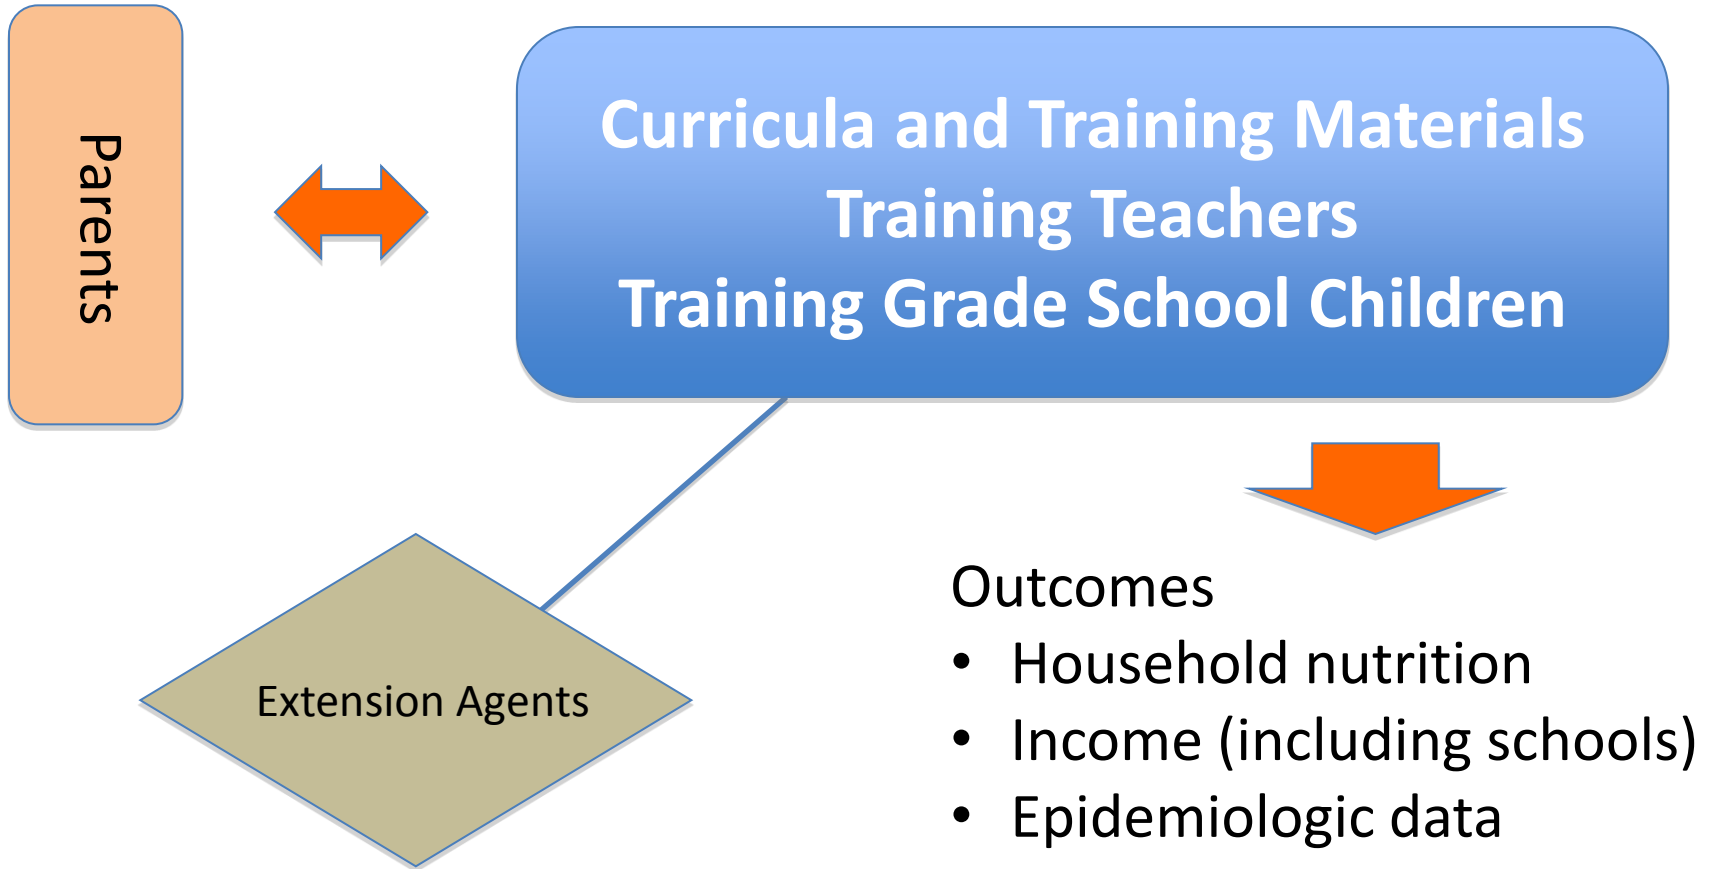 Parents
Curricula and Training Materials
Training Teachers
Training Grade School Children
Extension Agents
Outcomes
• Household nutrition
• Income (including schools)
• Epidemiologic data